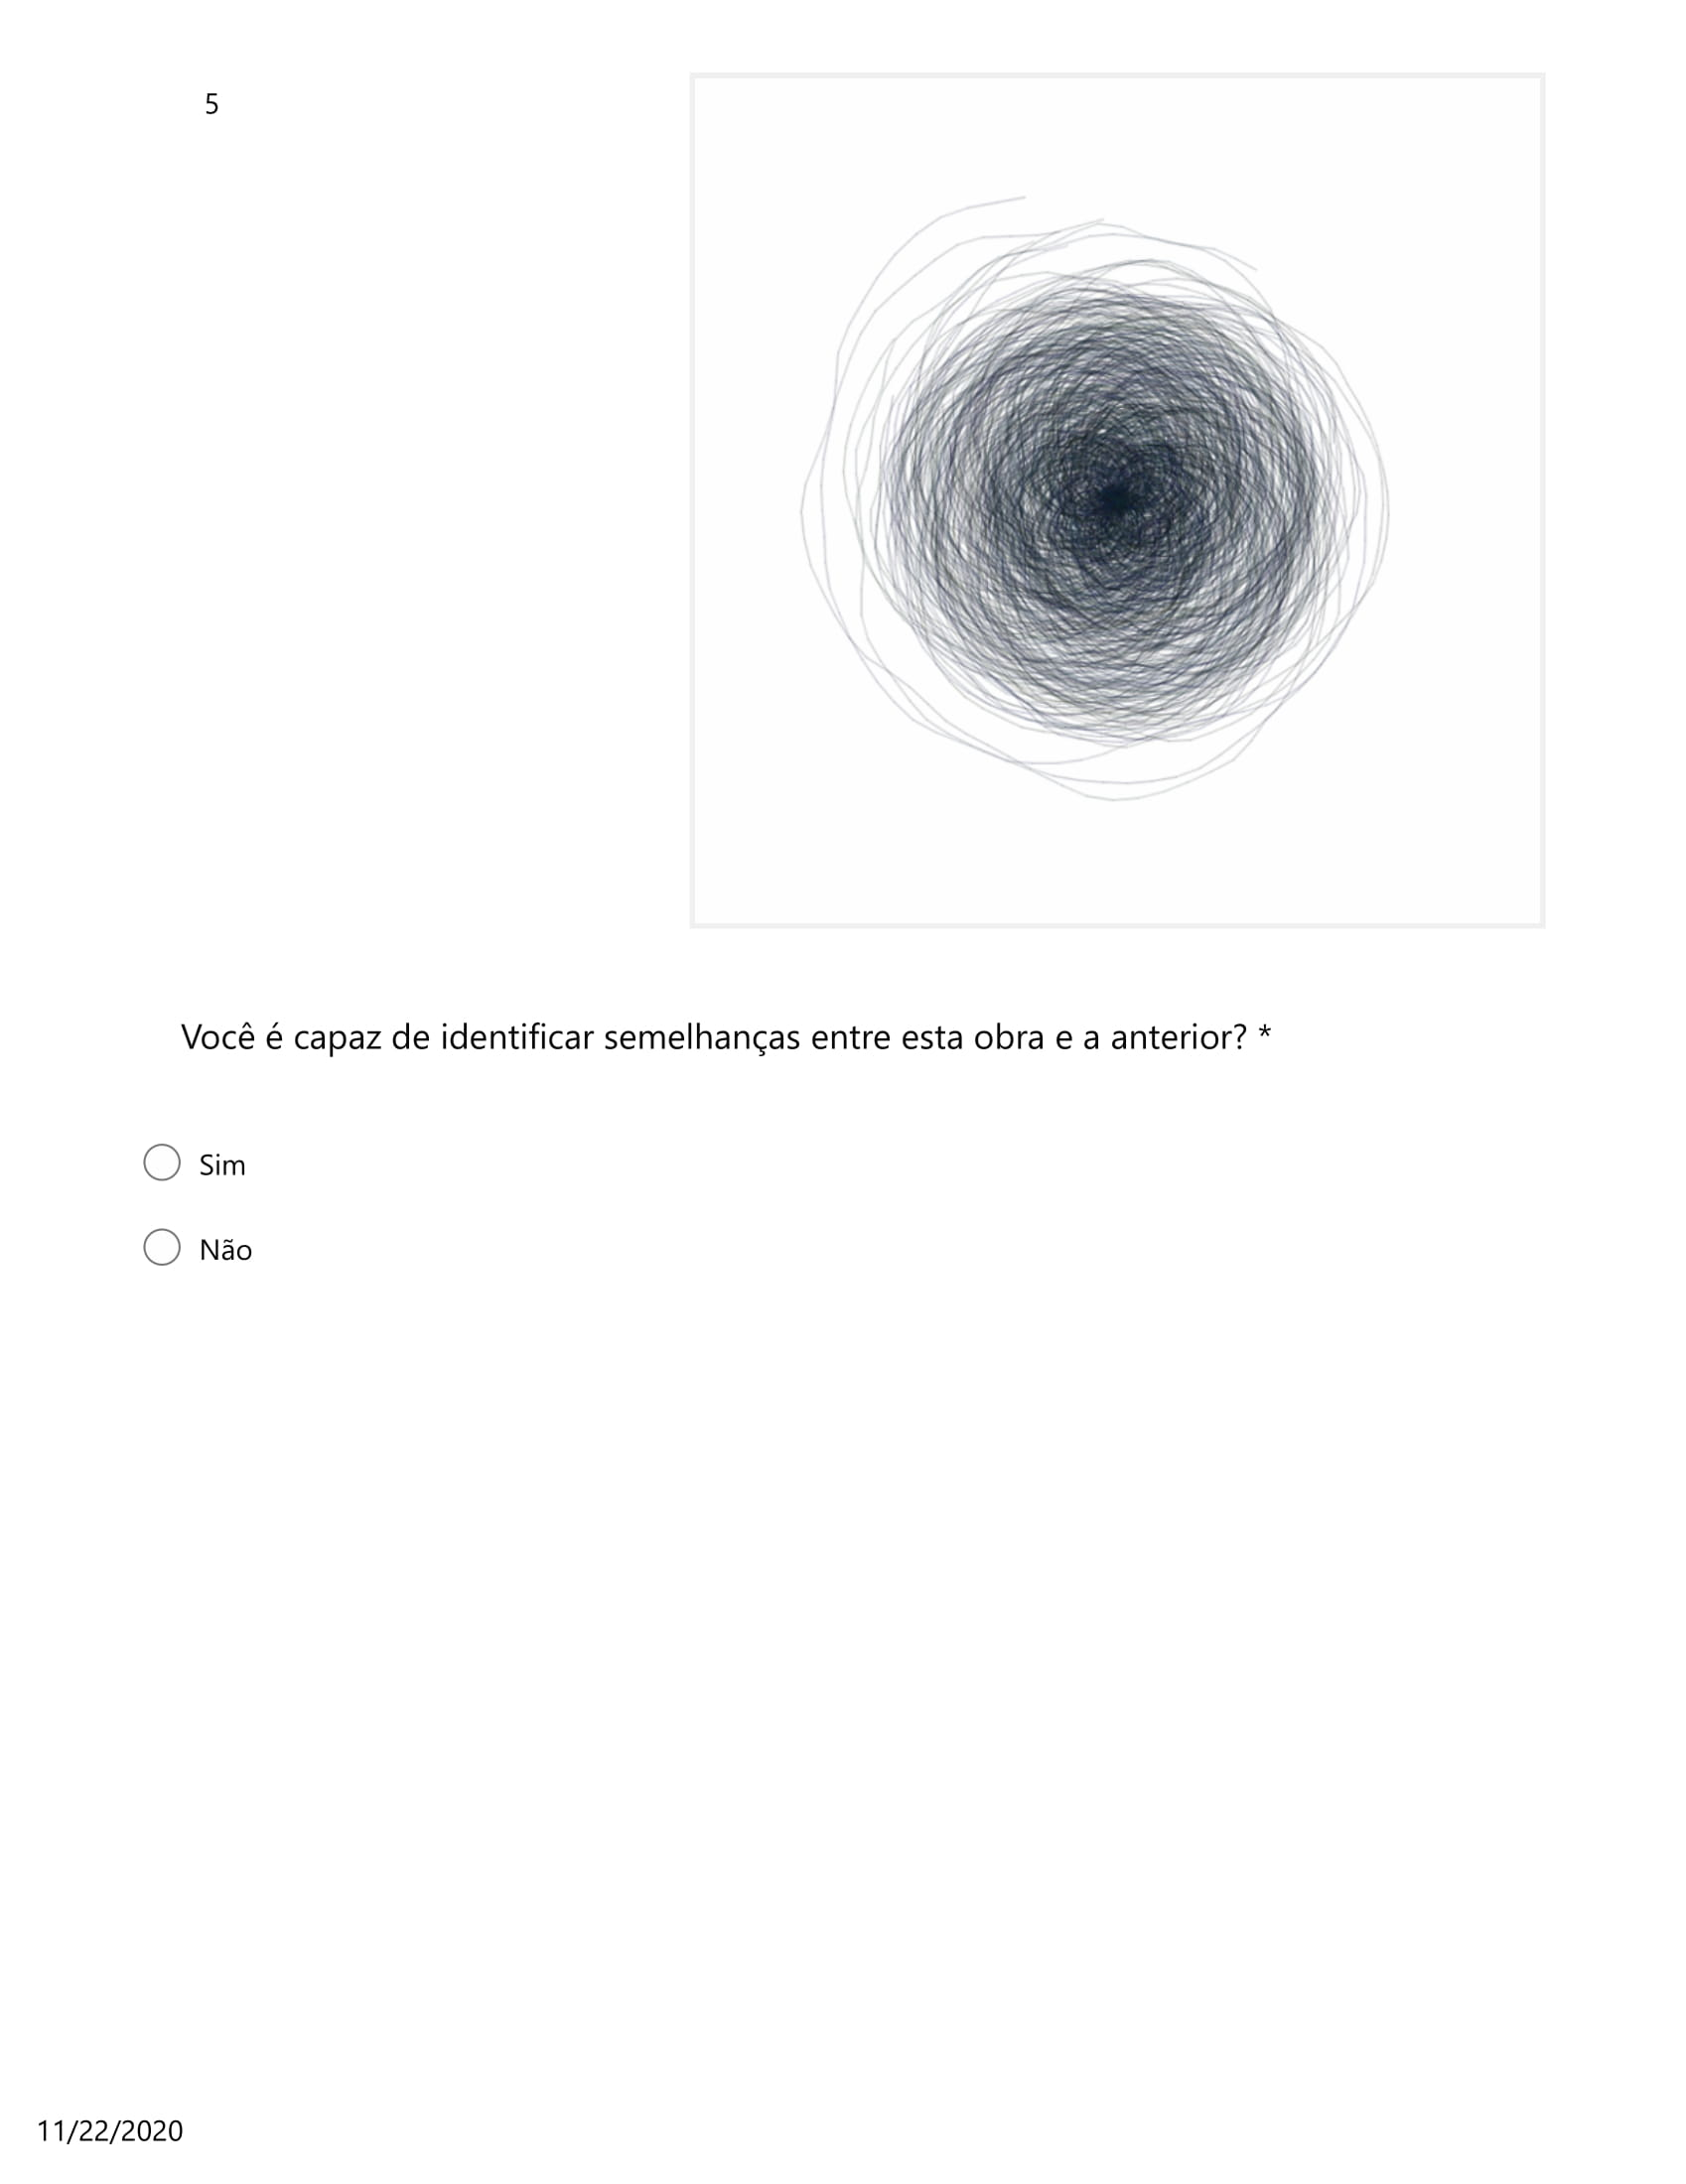 5
Você é capaz de identificar semelhanças entre esta obra e a anterior? *
Sim
Não
11/22/2020